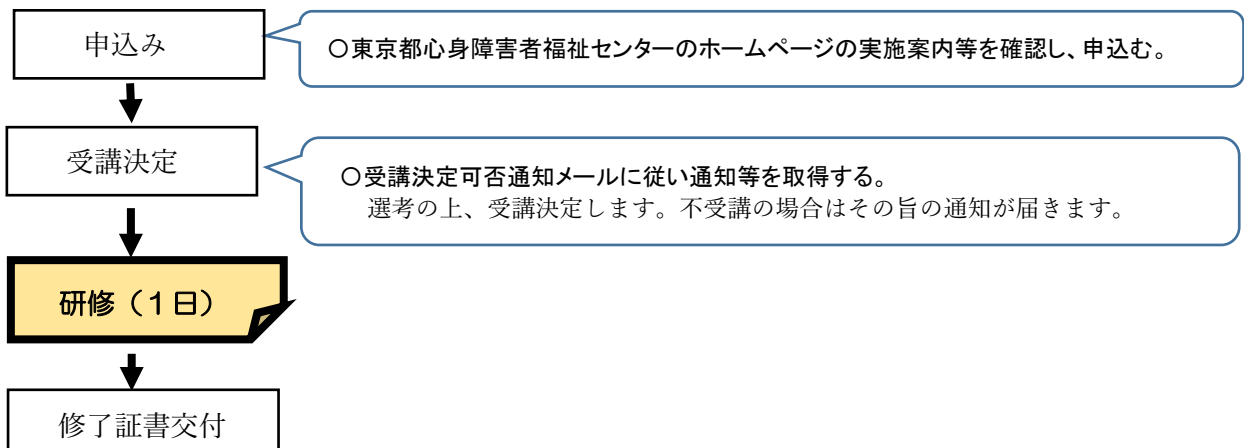 申込み
○東京都心身障害者福祉センターのホームページの実施案内等を確認し、申込む。
受講決定
○受講決定可否通知メールに従い通知等を取得する。
選考の上、受講決定します。不受講の場合はその旨の通知が届きます。
研修（１日）
修了証書交付